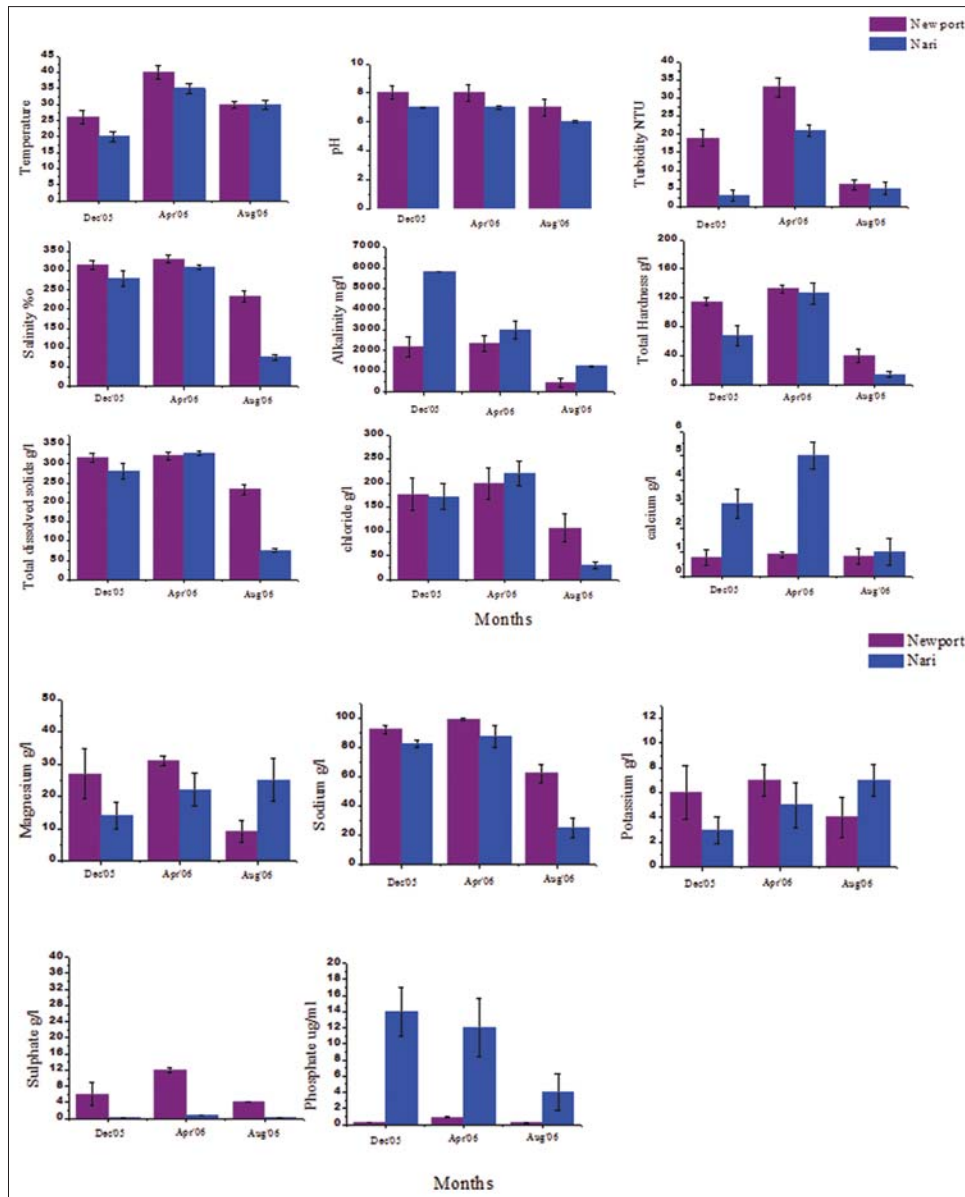 Newport
Nari
Temperature
45
40
35
30
25
20
15
10
5
0
Dec'05
Apr'06
Aug'06
pH
8
6
4
2
0
Dec'05
Apr'06
Aug'06
Turbidity NTU
40
35
30
25
20
15
10
5
0
Dec'05
Apr'06
Aug'06
Salinity ‰
350
300
250
200
150
100
50
0
Dec'05
Apr'06
Aug'06
Alkalinity mg/l
7000
6000
5000
4000
3000
2000
1000
0
Dec'05
Apr'06
Aug'06
Total Hardness g/l
200
160
120
80
40
0
Dec'05
Apr'06
Aug'06
Total dissolved solids g/l
350
300
250
200
150
100
50
0
Dec'05
Apr'06
Aug'06
chloride g/l
300
250
200
150
100
50
0
Dec'05
Apr'06
Aug'06
calcium g/l
6
5
4
3
2
1
0
Dec'05
Apr'06
Aug'06
Months
Newport
Nari
Magnesium g/l
50
40
30
20
10
0
Dec'05
Apr'06
Aug'06
Sodium g/l
100
80
60
40
20
0
Dec'05
Apr'06
Aug'06
Potassium g/l
12
10
8
6
4
2
0
Dec'05
Apr'06
Aug'06
Sulphate g/l
40
36
32
28
24
20
16
12
8
4
0
Dec'05
Apr'06
Aug'06
Phosphate ug/ml
20
18
16
14
12
10
8
6
4
2
0
Dec'05
Apr'06
Aug'06
Months